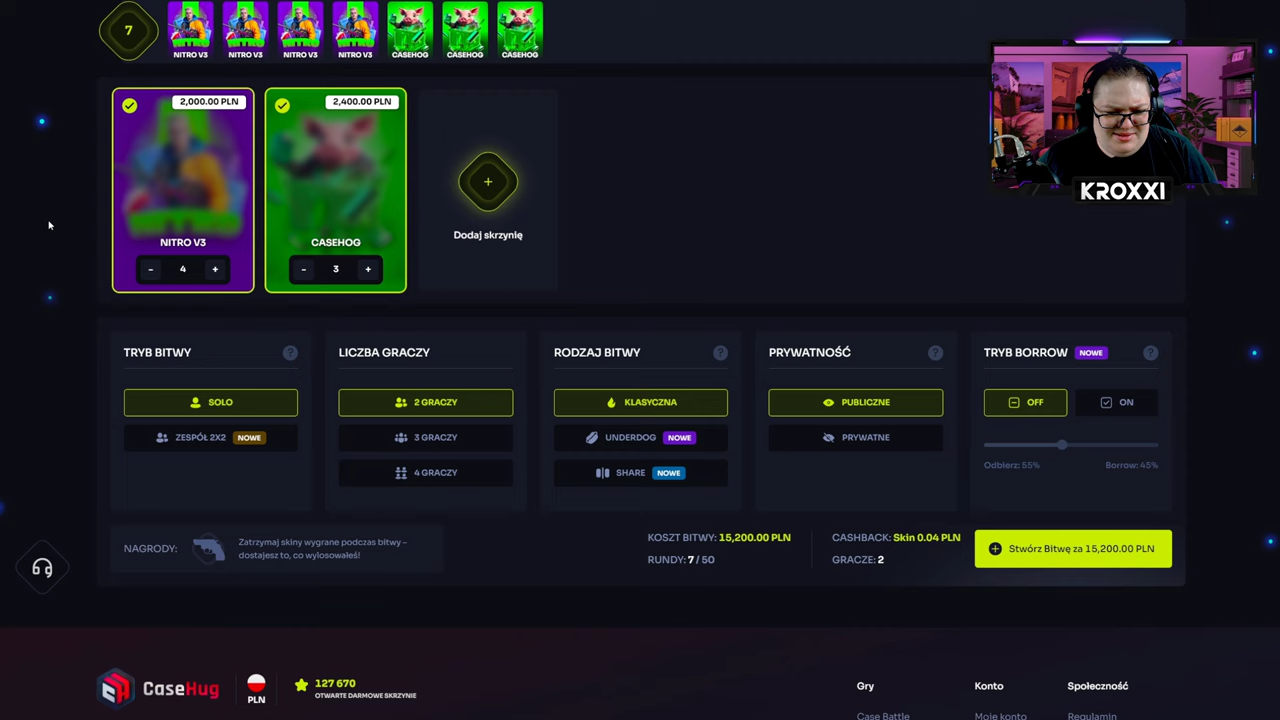 7
NITRO V3
NITRO V3
NITRO V3
NITRO V3
CASEHOG
CASEHOG
CASEHOG
2,000.00 PLN
NITRO V3
- 4 +
2,400.00 PLN
CASEHOG
- 3 +
+
Dodaj skrzynię
KROXXI
TRYB BITWY ?
SOLO
ZESPÓŁ 2X2 NOWE
LICZBA GRACZY
2 GRACZY
3 GRACZY
4 GRACZY
RODZAJ BITWY ?
KLASYCZNA
UNDERDOG NOWE
SHARE NOWE
PRYWATNOŚĆ ?
PUBLICZNE
PRYWATNE
TRYB BORROW NOWE ?
OFF ON
Odbierz: 55% Borrow: 45%
NAGRODY:
Zatrzymaj skiny wygrane podczas bitwy –
dostajesz to, co wylosowałeś!
KOSZT BITWY: 15,200.00 PLN
RUNDY: 7 / 50
CASHBACK: Skin 0.04 PLN
GRACZE: 2
Stwórz Bitwę za 15,200.00 PLN
CaseHug
PLN
127 670
OTWARTE DARMOWE SKRZYNIE
Gry
Case Battle
Konto
Moje konto
Społeczność
Regulamin